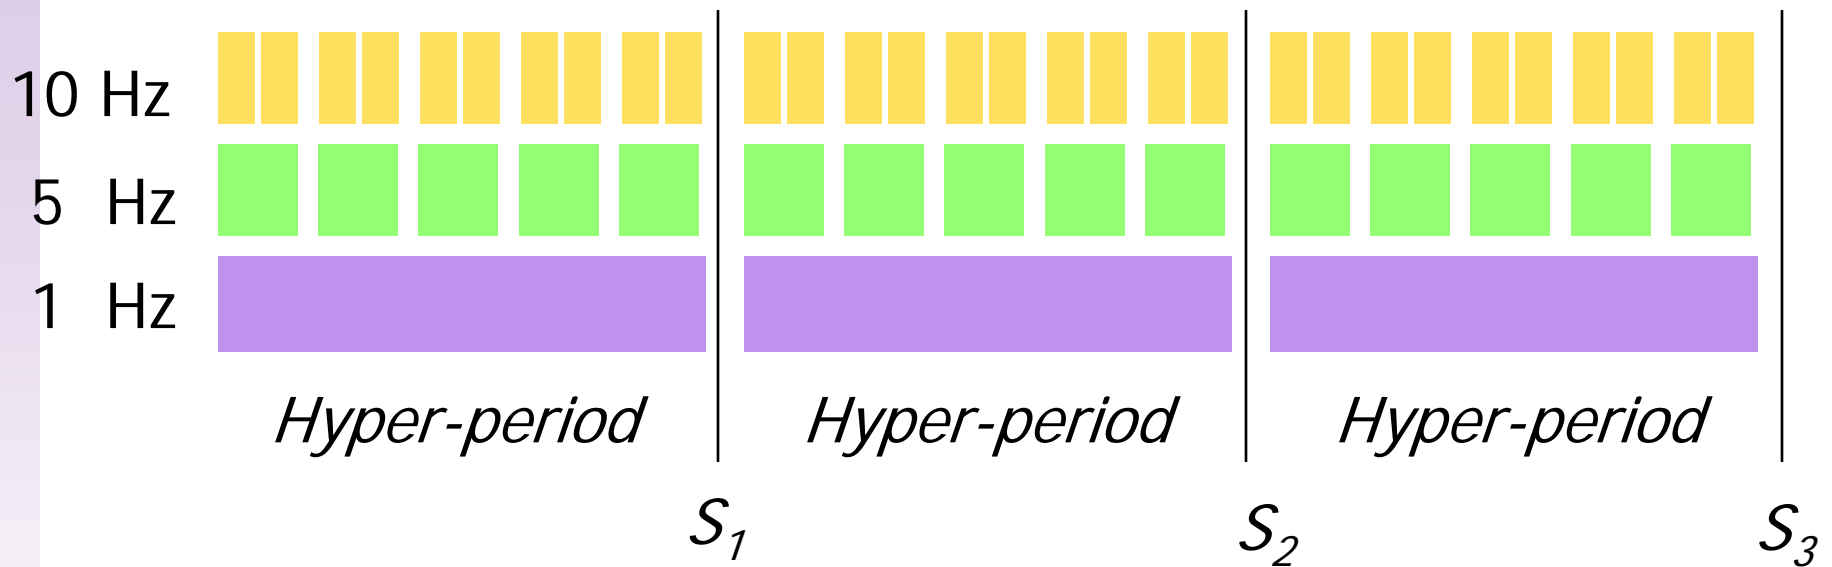 10 Hz
5 Hz
1 Hz
Hyper-period Hyper-period Hyper-period
S1 S2 S3